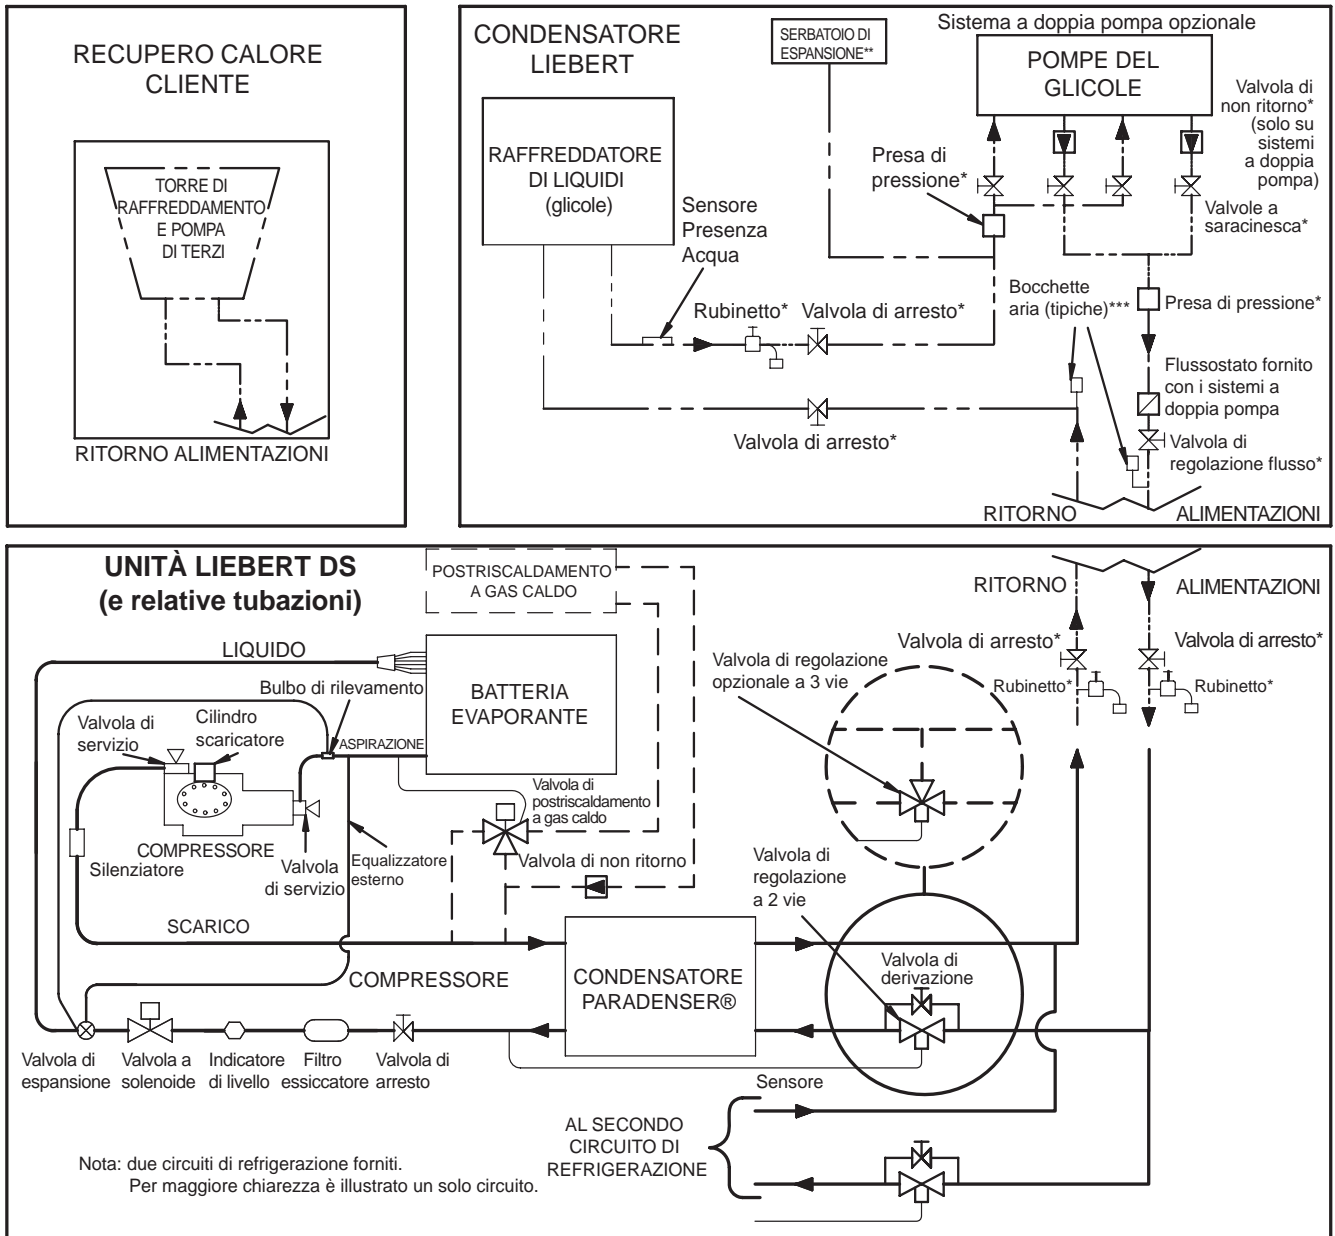 RECUPERO CALORE
CLIENTE
TORRE DI
RAFFREDDAMENTO
E POMPA
DI TERZI
RITORNO ALIMENTAZIONI
CONDENSATORE
LIEBERT
SERBATOIO DI
ESPANSIONE**
Sistema a doppia pompa opzionale
POMPE DEL
GLICOLE
Valvola di
non ritorno*
(solo su
sistemi
a doppia
pompa)
RAFFREDDATORE
DI LIQUIDI
(glicole)
Presa di
pressione*
Sensore
Presenza
Acqua
Valvole a
saracinesca*
Bocchette
aria (tipiche)***
Rubinetto*
Valvola di arresto*
Presa di pressione*
Flussostato fornito
con i sistemi a
doppia pompa
Valvola di arresto*
Valvola di
regolazione flusso*
RITORNO
ALIMENTAZIONI
UNITÀ LIEBERT DS
(e relative tubazioni)
POSTRISCALDAMENTO
A GAS CALDO
RITORNO
ALIMENTAZIONI
LIQUIDO
Valvola di arresto*
Valvola di arresto*
Bulbo di rilevamento
BATTERIA
EVAPORANTE
Valvola di regolazione
opzionale a 3 vie
Rubinetto*
Rubinetto*
Valvola di
servizio
Cilindro
scaricatore
ASPIRAZIONE
Valvola di
postriscaldamento
a gas caldo
COMPRESSORE
Silenziatore
Valvola
di servizio
Equalizzatore
esterno
Valvola di non ritorno
Valvola di
regolazione
a 2 vie
SCARICO
COMPRESSORE
CONDENSATORE
PARADENSER®
Valvola di
derivazione
Valvola di
espansione
Valvola a
solenoide
Indicatore
di livello
Filtro
essiccatore
Valvola di
arresto
Sensore
AL SECONDO
CIRCUITO DI
REFRIGERAZIONE
Nota: due circuiti di refrigerazione forniti.
Per maggiore chiarezza è illustrato un solo circuito.